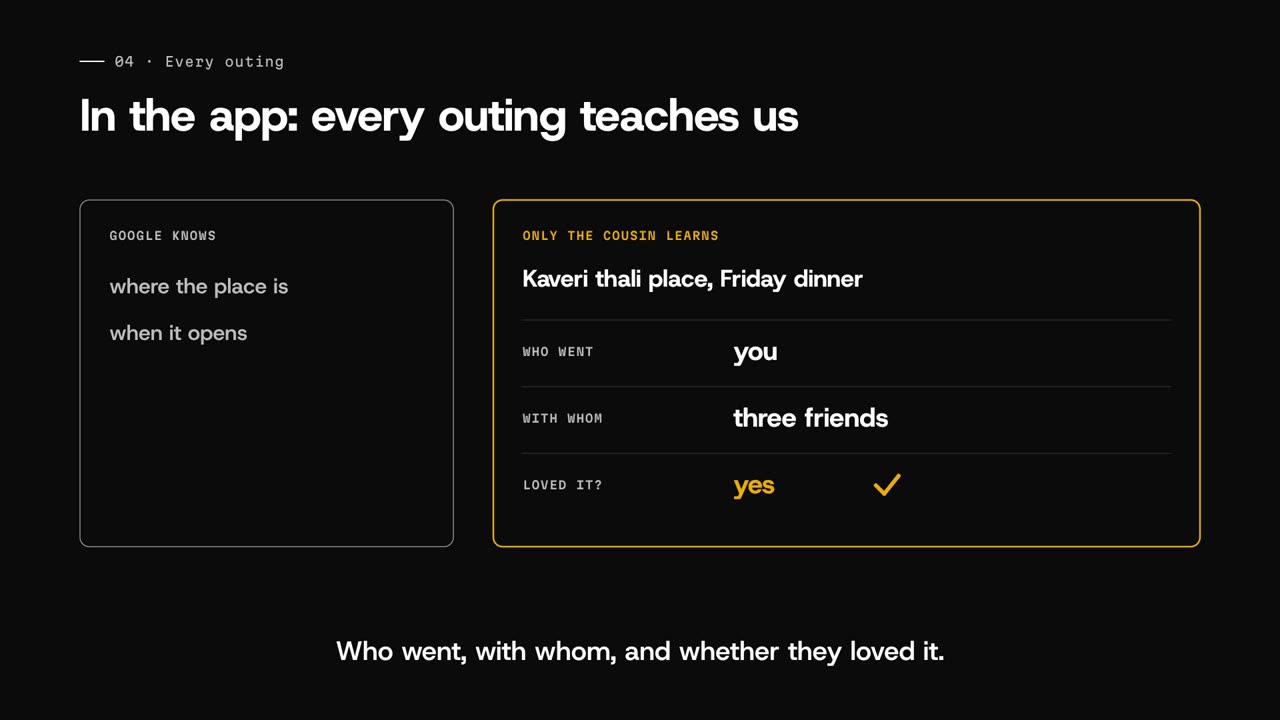 04 · Every outing
In the app: every outing teaches us
GOOGLE KNOWS
where the place is
when it opens
ONLY THE COUSIN LEARNS
Kaveri thali place, Friday dinner
WHO WENT you
WITH WHOM three friends
LOVED IT? yes
Who went, with whom, and whether they loved it.